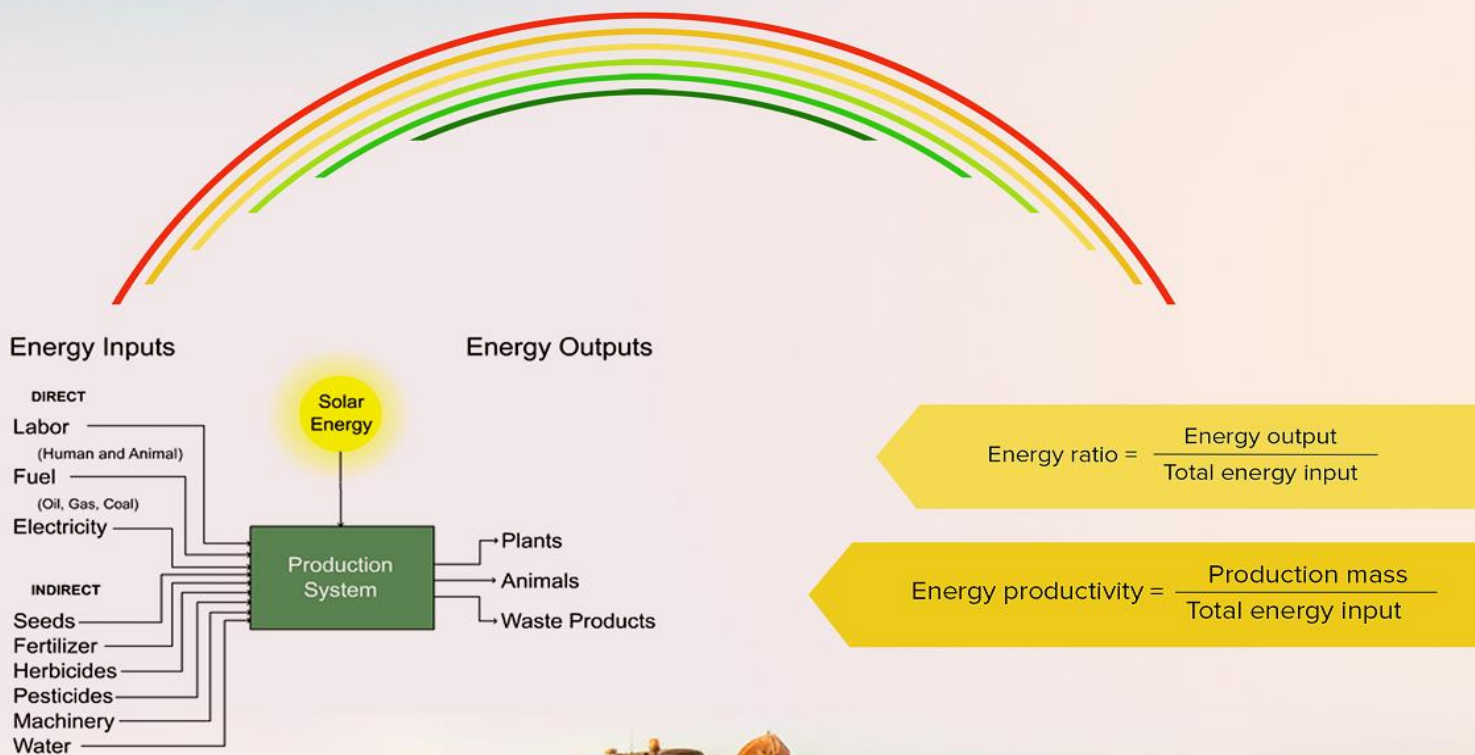 Energy Inputs
Energy Outputs
DIRECT
Labor
(Human and Animal)
Fuel
(Oil, Gas, Coal)
Electricity
INDIRECT
Seeds
Fertilizer
Herbicides
Pesticides
Machinery
Water
Solar
Energy
Production
System
Plants
Animals
Waste Products
Energy ratio = Energy output
Total energy input
Energy productivity = Production mass
Total energy input